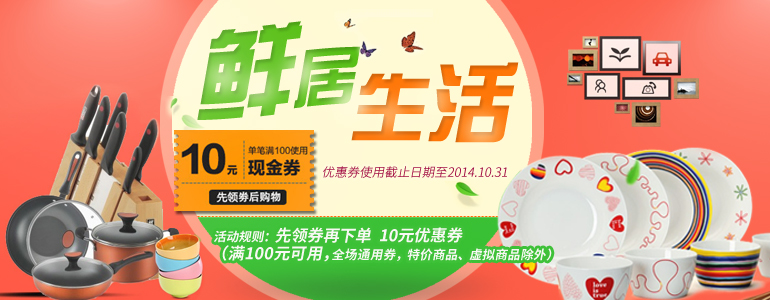 鲜居生活
10元
单笔满100使用
现金券
先领券后购物
优惠券使用截止日期至2014.10.31
活动规则：先领券再下单 10元优惠券
（满100元可用，全场通用券，特价商品、虚拟商品除外）
love is true